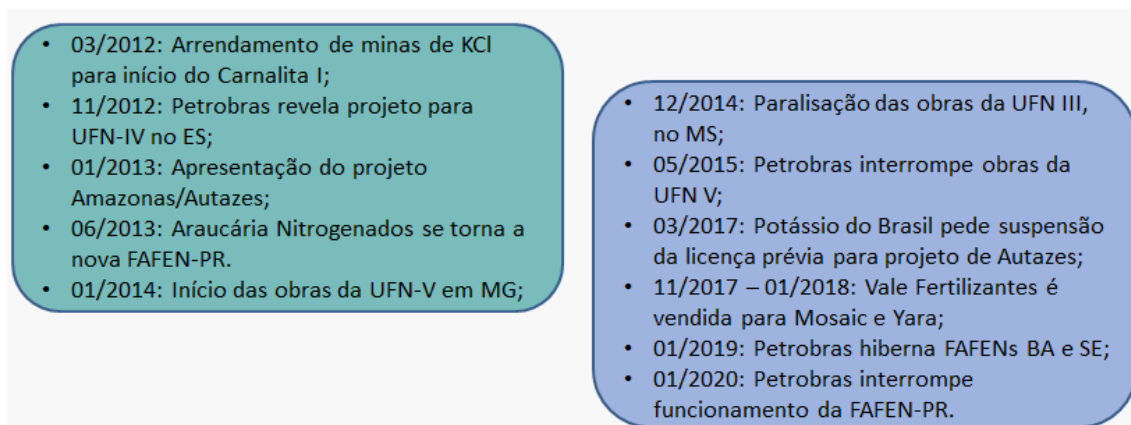 • 03/2012: Arrendamento de minas de KCl
para início do Carnalita I;
• 11/2012: Petrobras revela projeto para
UFN-IV no ES;
• 01/2013: Apresentação do projeto
Amazonas/Autazes;
• 06/2013: Araucária Nitrogenados se torna a
nova FAFEN-PR.
• 01/2014: Início das obras da UFN-V em MG;
• 12/2014: Paralisação das obras da UFN III,
no MS;
• 05/2015: Petrobras interrompe obras da
UFN V;
• 03/2017: Potássio do Brasil pede suspensão
da licença prévia para projeto de Autazes;
• 11/2017 – 01/2018: Vale Fertilizantes é
vendida para Mosaic e Yara;
• 01/2019: Petrobras hiberna FAFENs BA e SE;
• 01/2020: Petrobras interrompe
funcionamento da FAFEN-PR.